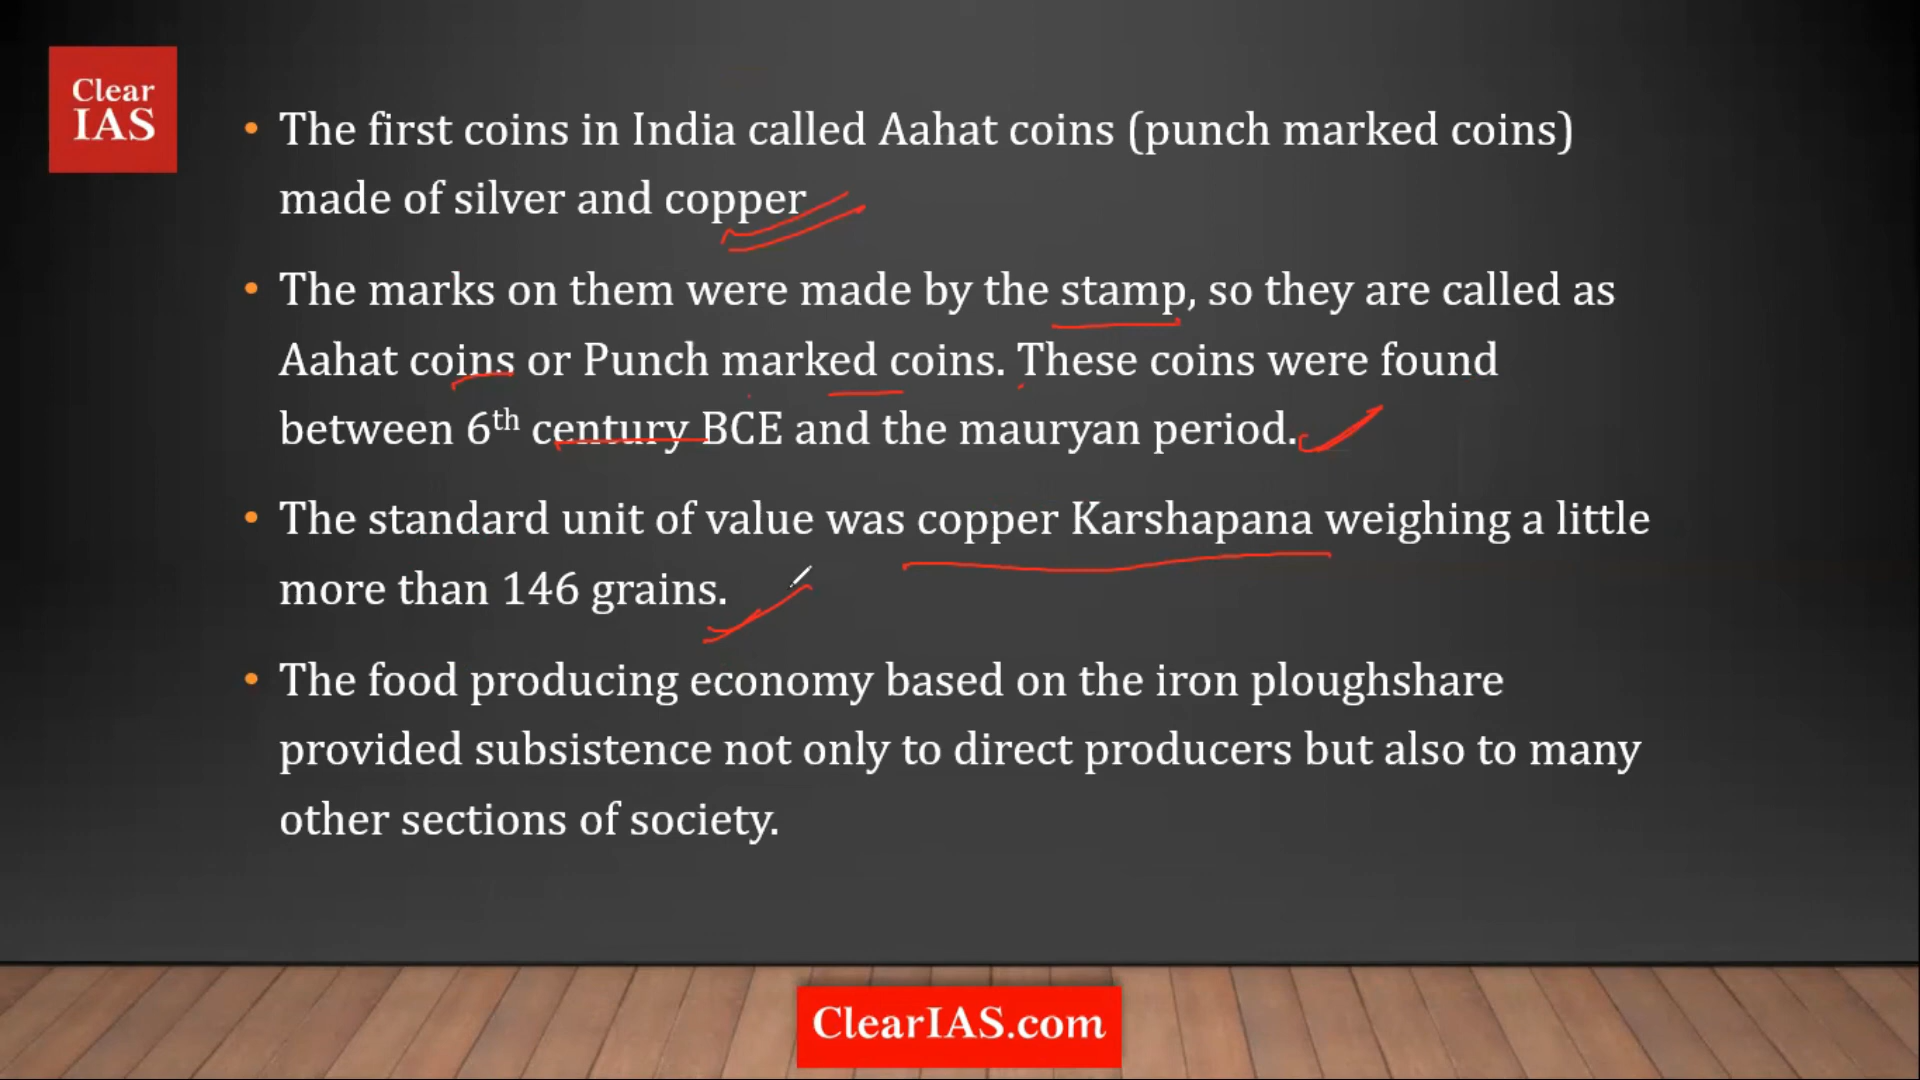 Clear
IAS
• The first coins in India called Aahat coins (punch marked coins)
made of silver and copper
• The marks on them were made by the stamp, so they are called as
Aahat coins or Punch marked coins. These coins were found
between 6th century BCE and the mauryan period.
• The standard unit of value was copper Karshapana weighing a little
more than 146 grains.
• The food producing economy based on the iron ploughshare
provided subsistence not only to direct producers but also to many
other sections of society.
ClearIAS.com